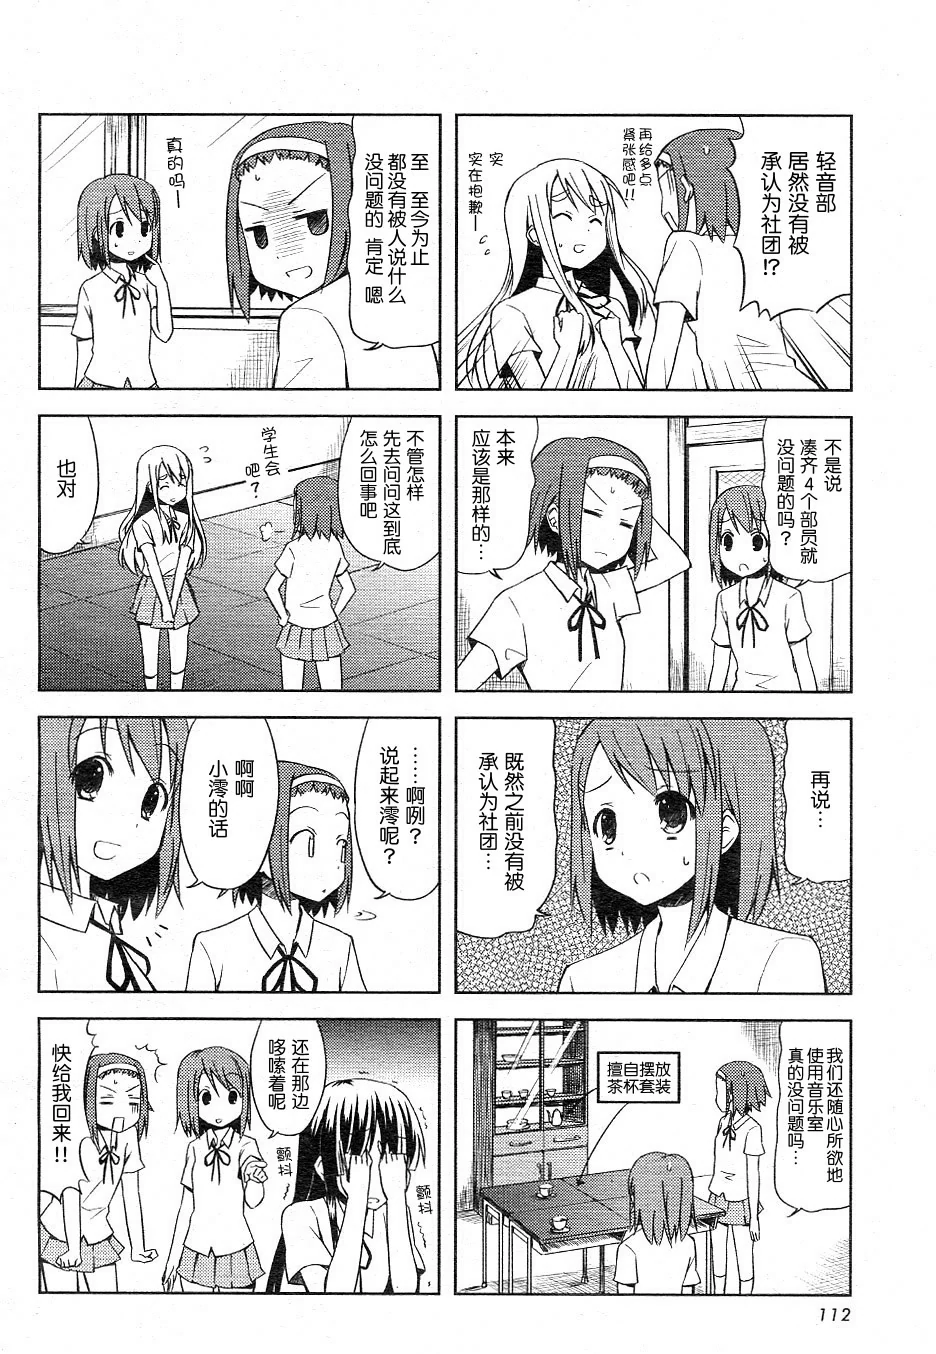 轻音部
居然没有被
承认为社团!?
再给多点
紧张感吧!!
实
实在抱歉—
不是说
凑齐4个部员就
没问题的吗?
本来
应该是那样的…
再说…
既然之前没有被
承认为社团…
我们还随心所欲地
使用音乐室
真的没问题吗…
擅自摆放
茶杯套装
至 至今为止
都没有被人说什么
没问题的 肯定 嗯
真的吗—
不管怎样
先去问问这到底
怎么回事吧
学生会
吧?
也对
……啊咧?
说起来澪呢?
啊啊
小澪的话
还在那边
哆嗦着呢
颤抖
颤抖
快给我回来!!
112